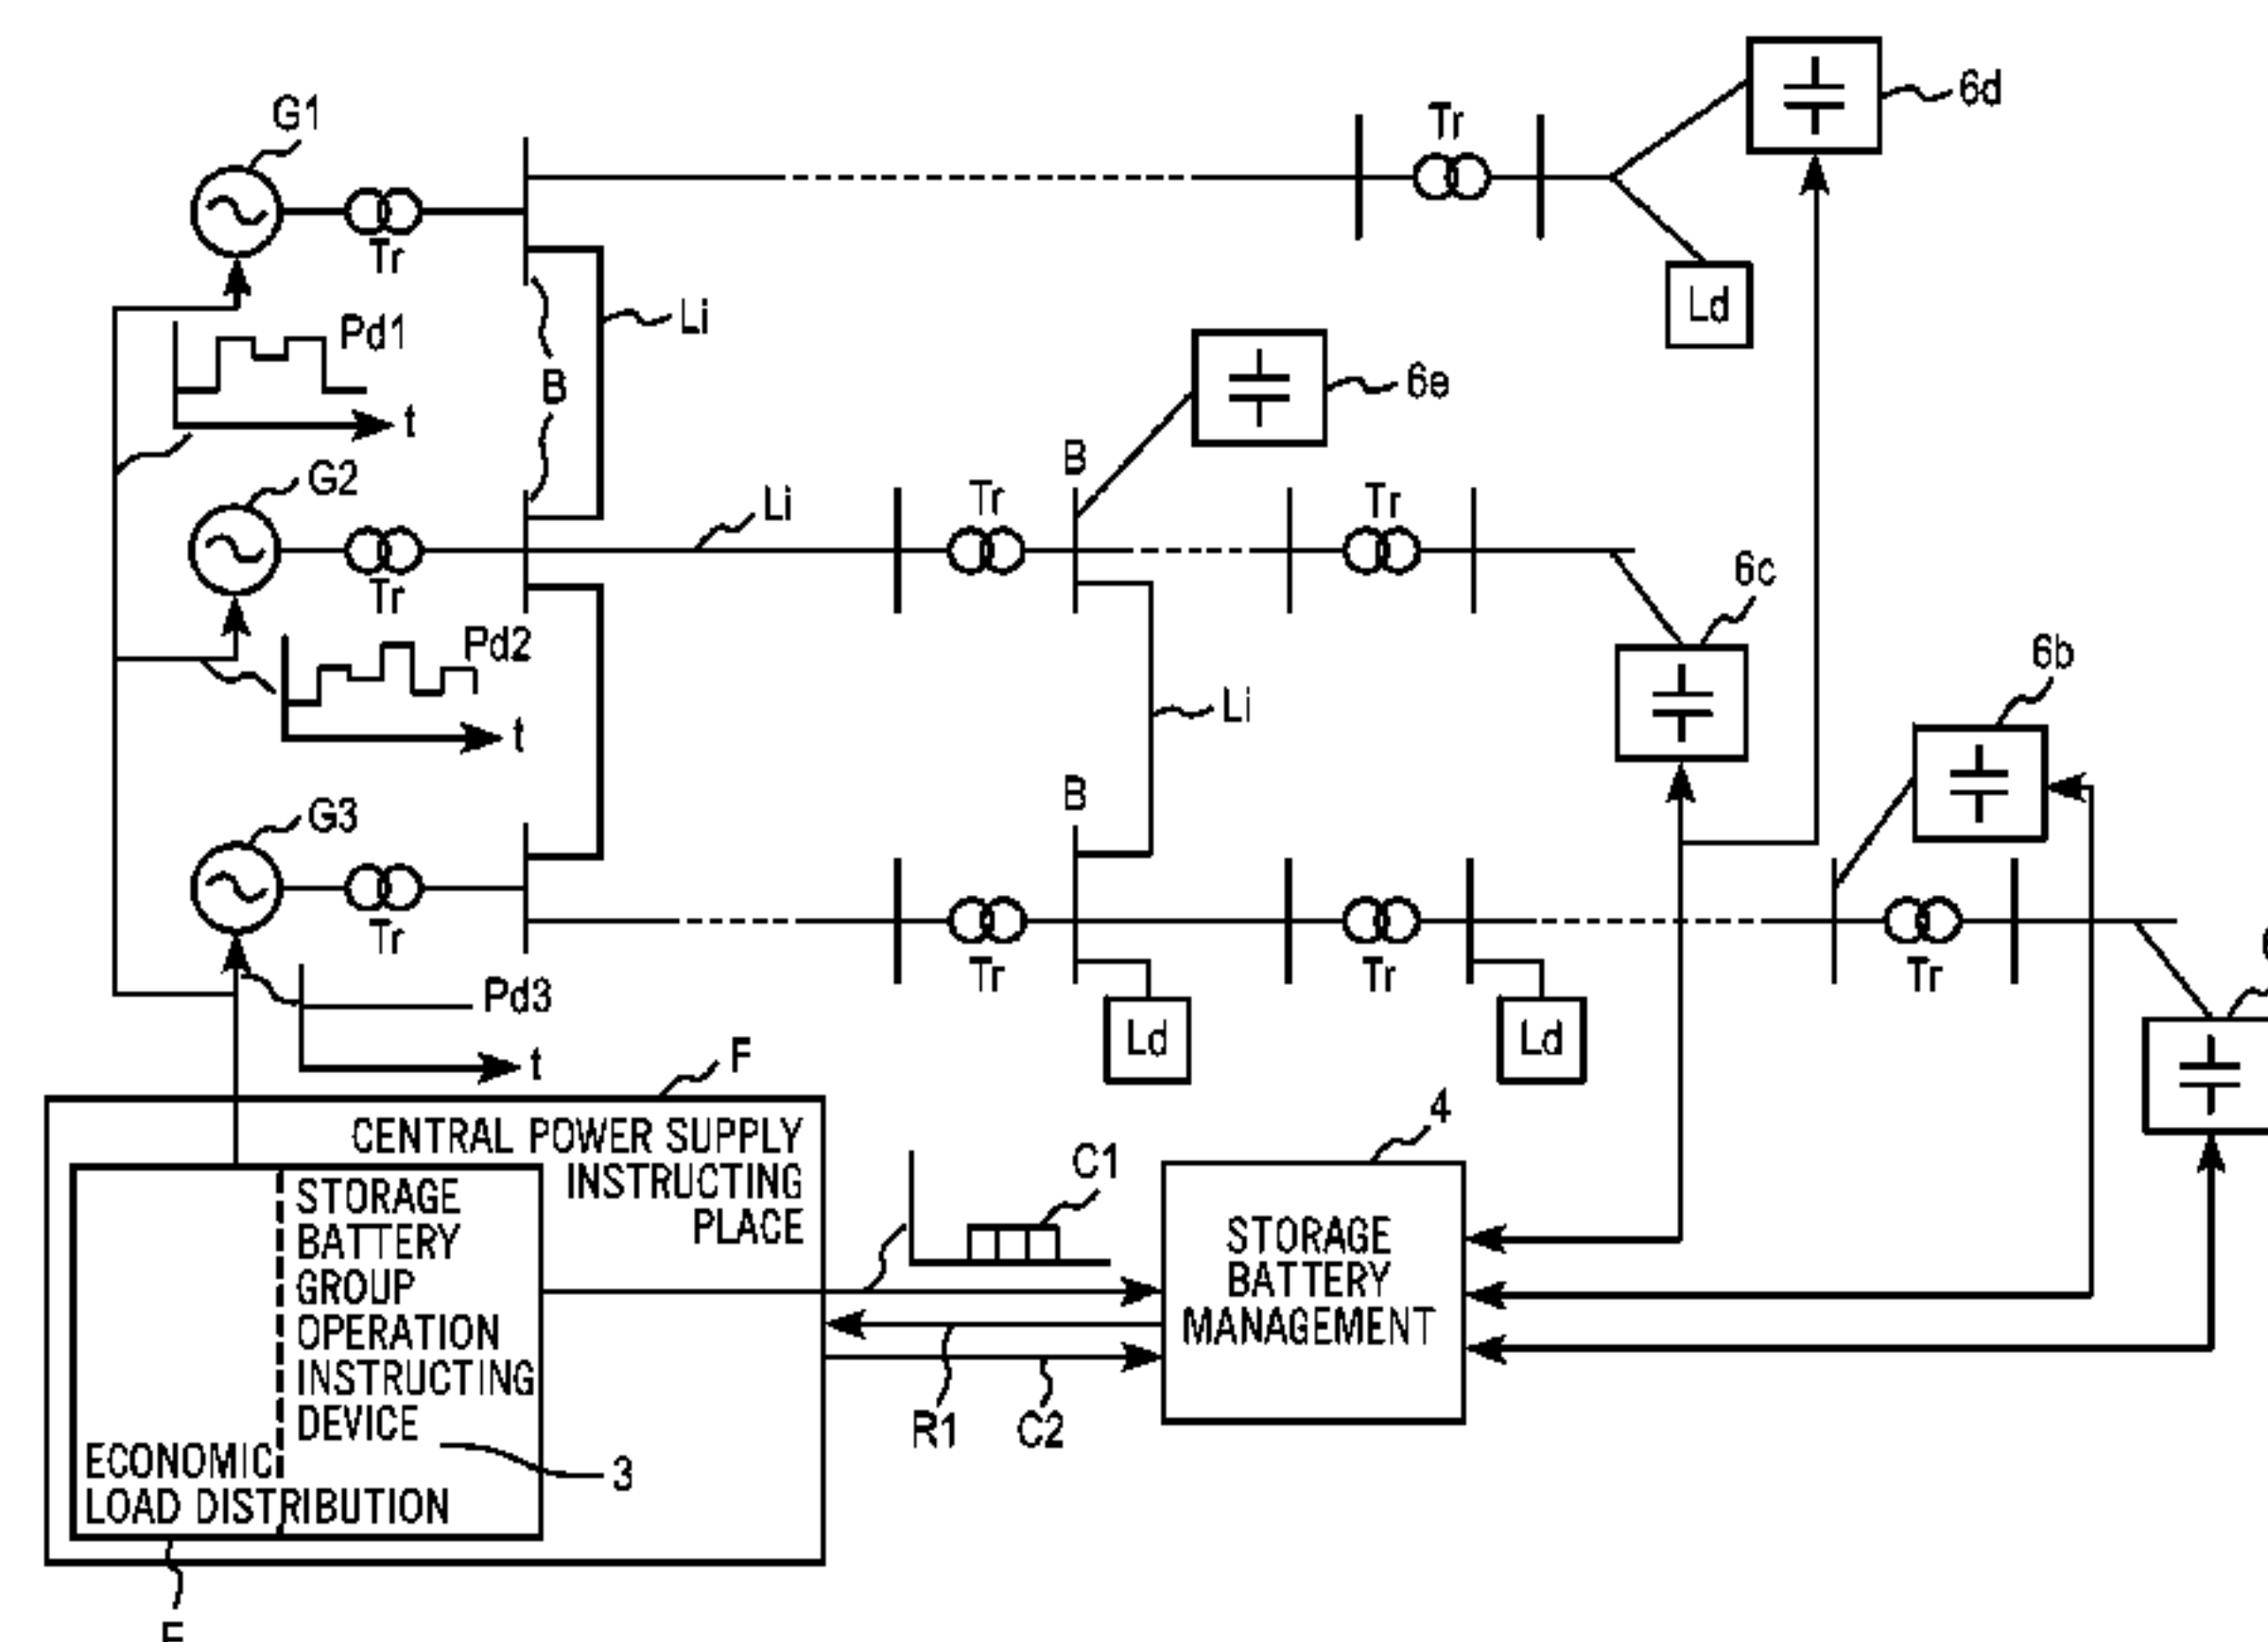 G1
Tr
Tr
6d
Ld
Li
Pd1
t
B
6e
G2
Tr
Li
Tr
B
Tr
6c
Pd2
t
Li
6b
G3
Tr
B
Tr
Ld
Tr
Ld
Tr
Pd3
t
F
CENTRAL POWER SUPPLY
INSTRUCTING
PLACE
STORAGE
BATTERY
GROUP
OPERATION
INSTRUCTING
DEVICE
ECONOMIC
LOAD DISTRIBUTION
3
C1
R1
C2
4
STORAGE
BATTERY
MANAGEMENT